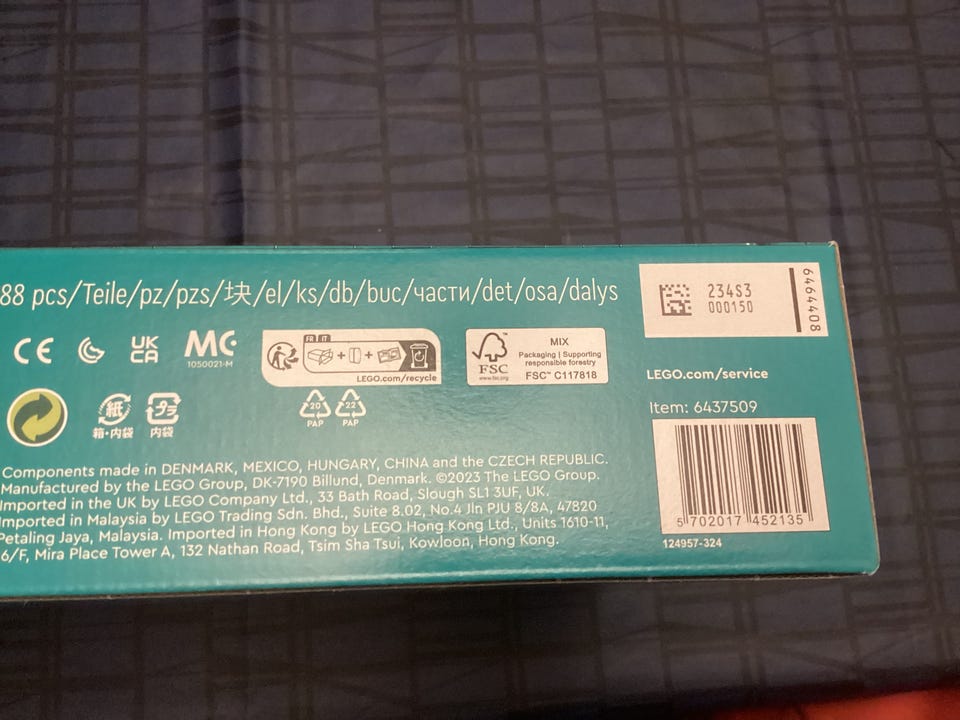 88 pcs/Teile/pz/pzs/块/el/ks/db/buc/части/det/osa/dalys
234S3
000150
6464408
CE
UK
CA
MC
1050021-M
FR
IT
LEGO.com/recycle
FSC™
www.fsc.org
MIX
Packaging | Supporting
responsible forestry
FSC™ C117818
LEGO.com/service
紙
箱・内袋
プラ
内袋
20
PAP
22
PAP
Item: 6437509
5 702017 452135
124957-324
Components made in DENMARK, MEXICO, HUNGARY, CHINA and the CZECH REPUBLIC.
Manufactured by the LEGO Group, DK-7190 Billund, Denmark. ©2023 The LEGO Group.
Imported in the UK by LEGO Company Ltd., 33 Bath Road, Slough SL1 3UF, UK.
Imported in Malaysia by LEGO Trading Sdn. Bhd., Suite 8.02, No.4 Jln PJU 8/8A, 47820
Petaling Jaya, Malaysia. Imported in Hong Kong by LEGO Hong Kong Ltd., Units 1610-11,
6/F, Mira Place Tower A, 132 Nathan Road, Tsim Sha Tsui, Kowloon, Hong Kong.